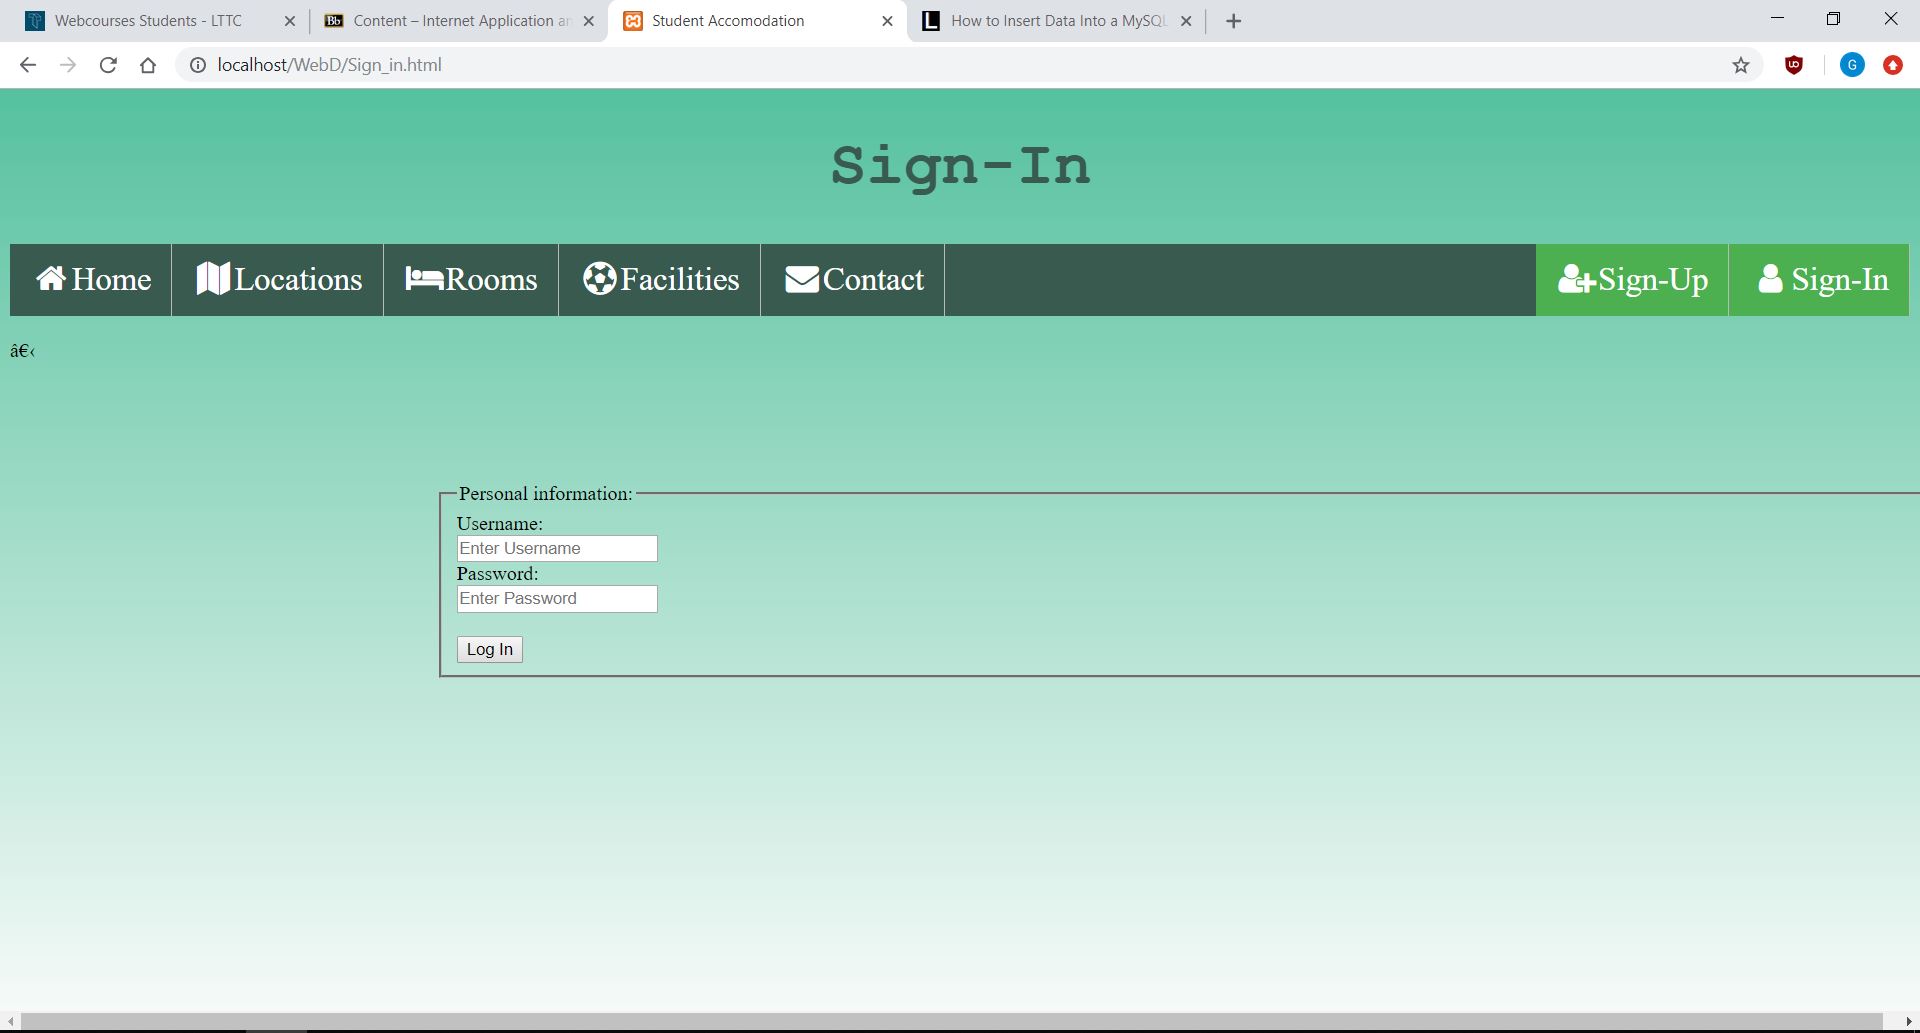 Webcourses Students - LTTC
Content – Internet Application an
Student Accomodation
How to Insert Data Into a MySQL
localhost/WebD/Sign_in.html
G
Sign-In
Home
Locations
Rooms
Facilities
Contact
Sign-Up
Sign-In
â€‹
Personal information:
Username:
Enter Username
Password:
Enter Password
Log In